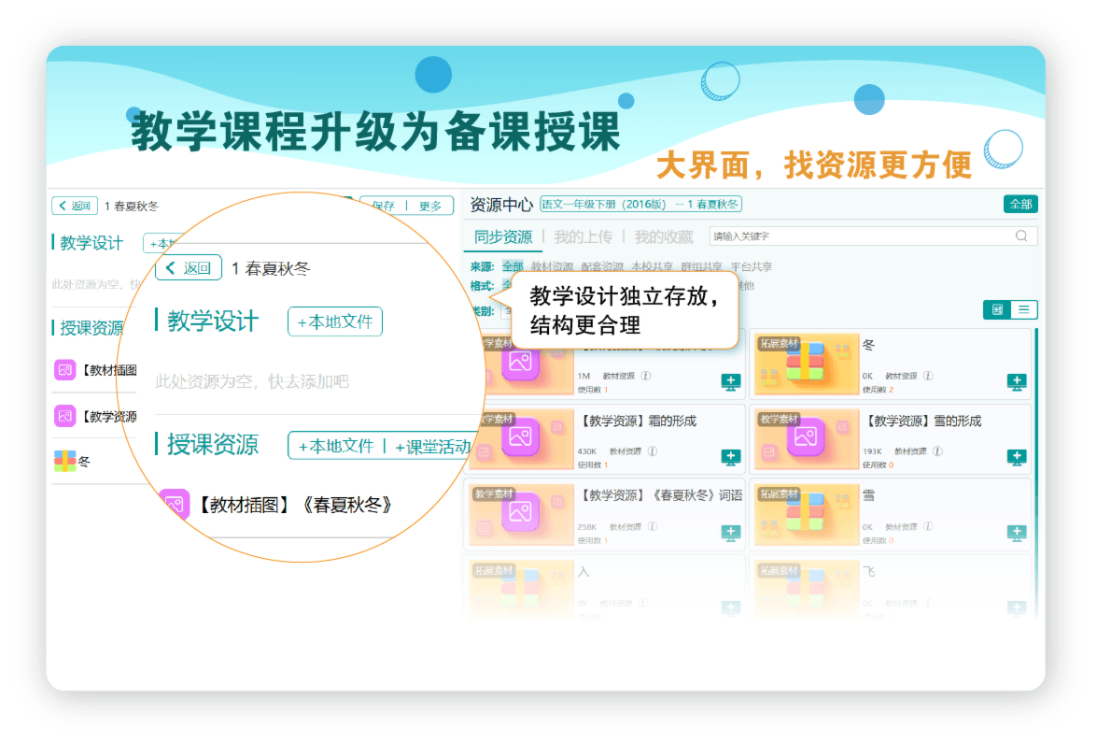 教学课程升级为备课授课
大界面，找资源更方便
返回 1 春夏秋冬
保存 | 更多
教学设计
此处资源为空，快
授课资源
【教材插图
【教学资源
冬
返回 1 春夏秋冬
教学设计 +本地文件
此处资源为空，快去添加吧
授课资源 +本地文件 | +课堂活动
【教材插图】《春夏秋冬》
资源中心 语文一年级下册（2016版） -- 1 春夏秋冬 全部
同步资源 | 我的上传 | 我的收藏 请输入关键字
来源: 全部 教材资源 配套资源 本校共享 群组共享 平台共享
格式:
类别:
教学设计独立存放，
结构更合理
1M 教材资源
使用数 1
拓展素材 冬
0K 教材资源
使用数 2
【教学资源】霜的形成
430K 教材资源
使用数 1
教学素材 【教学资源】雪的形成
193K 教材资源
使用数 0
教学素材 【教学资源】《春夏秋冬》词语
258K 教材资源
使用数 1
拓展素材 雪
0K 教材资源
使用数 0
拓展素材 入
0K 教材资源
拓展素材 飞
0K 教材资源